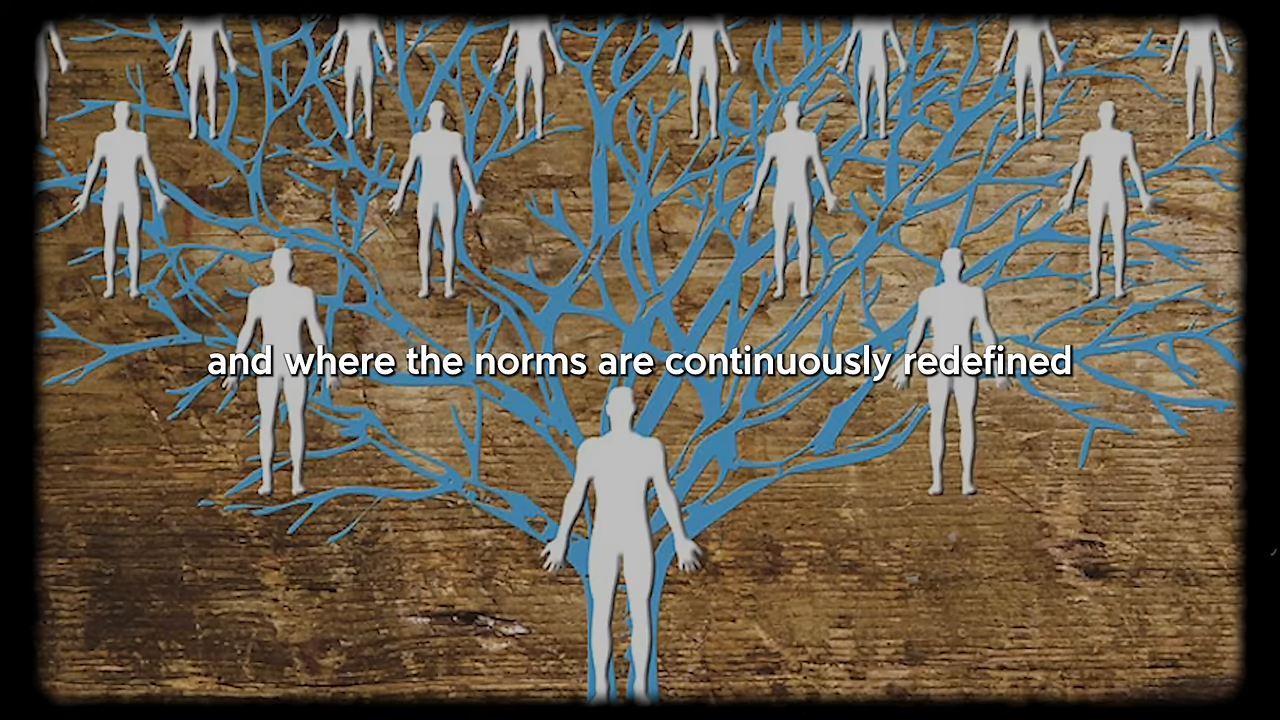 and where the norms are continuously redefined